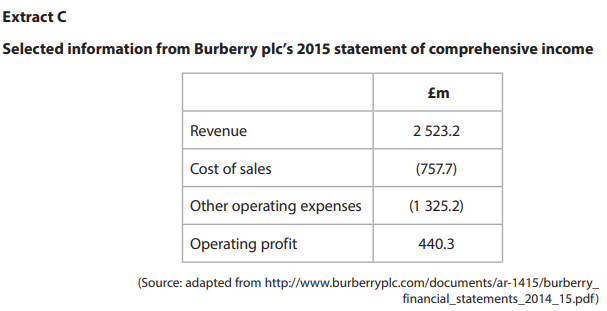 Extract C
Selected information from Burberry plc’s 2015 statement of comprehensive income
£m
Revenue 2 523.2
Cost of sales (757.7)
Other operating expenses (1 325.2)
Operating profit 440.3
(Source: adapted from http://www.burberryplc.com/documents/ar-1415/burberry_
financial_statements_2014_15.pdf)